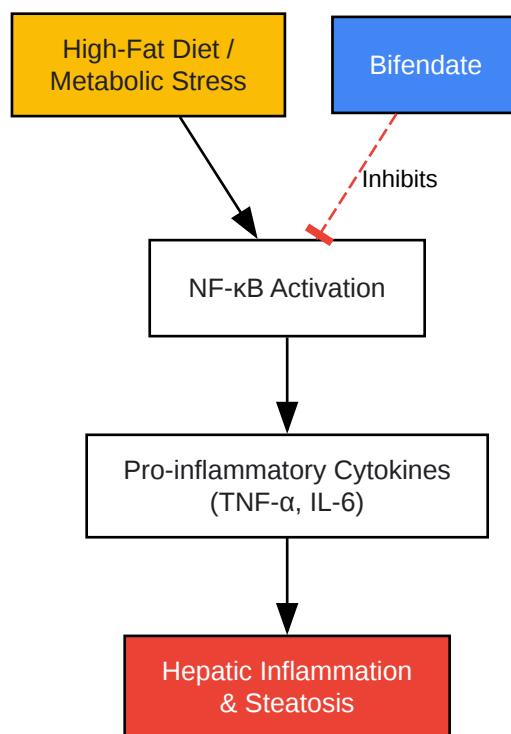 High-Fat Diet /
Metabolic Stress
Bifendate
Inhibits
NF-κB Activation
Pro-inflammatory Cytokines
(TNF-α, IL-6)
Hepatic Inflammation
& Steatosis